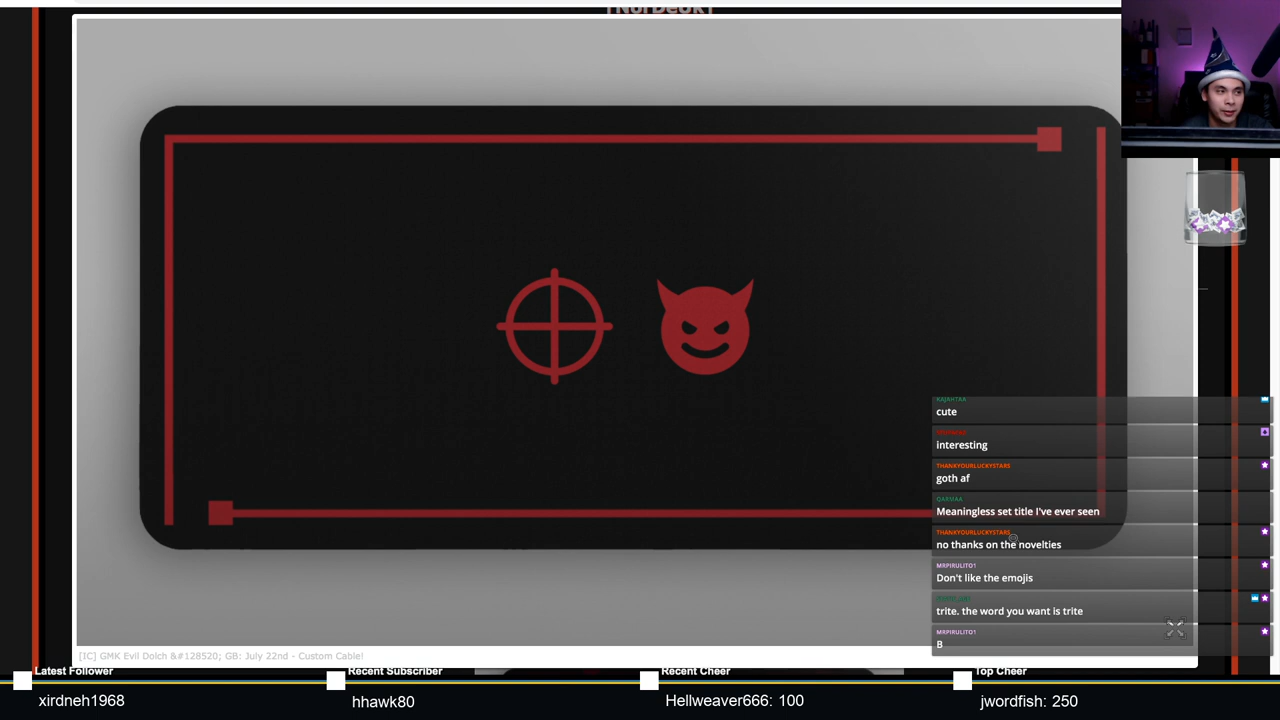 cute
interesting
THANKYOURLUCKYSTARS
goth af
Meaningless set title I've ever seen
THANKYOURLUCKYSTARS
no thanks on the novelties
MRPIRULITO1
Don't like the emojis
trite. the word you want is trite
MRPIRULITO1
B
[IC] GMK Evil Dolch &#128520; GB: July 22nd - Custom Cable!
Latest Follower
xirdneh1968
Recent Subscriber
hhawk80
Recent Cheer
Hellweaver666: 100
Top Cheer
jwordfish: 250